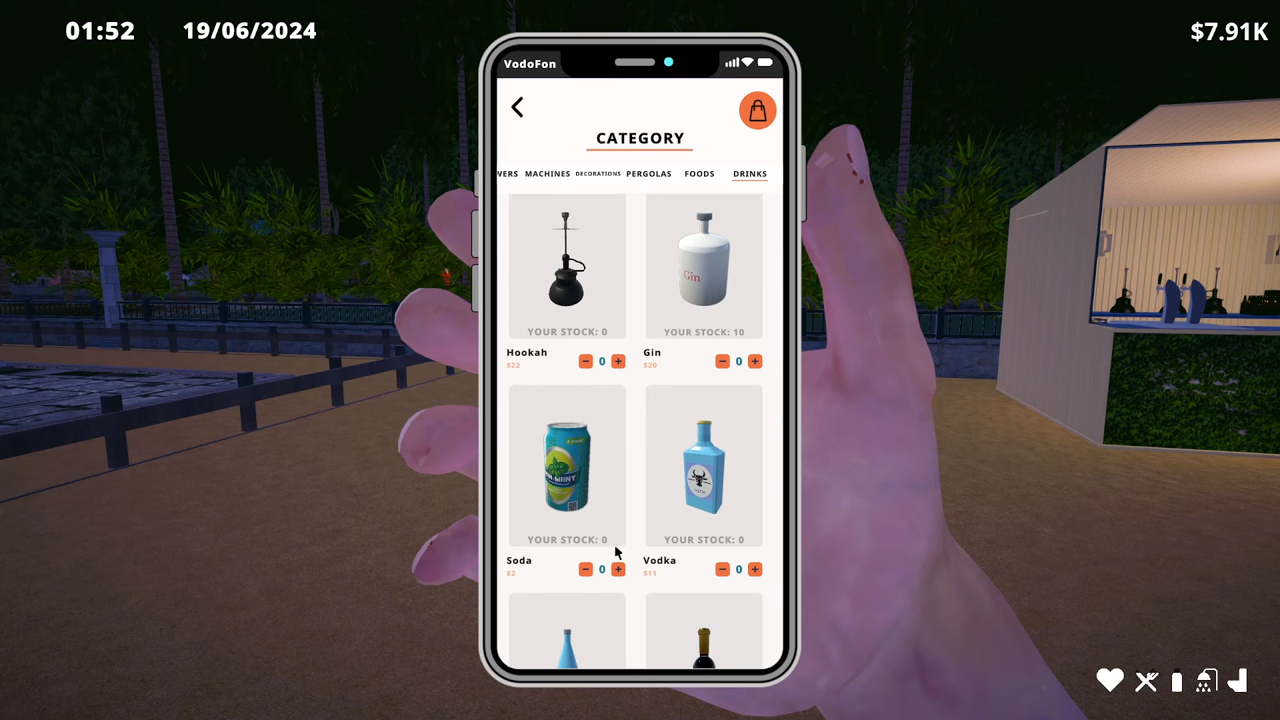 01:52 19/06/2024
$7.91K
VodoFon
CATEGORY
WERS MACHINES DECORATIONS PERGOLAS FOODS DRINKS
Gin
YOUR STOCK: 0 YOUR STOCK: 10
Hookah 0 Gin 0
$22 $20
YOUR STOCK: 0 YOUR STOCK: 0
Soda 0 Vodka 0
$2 $11